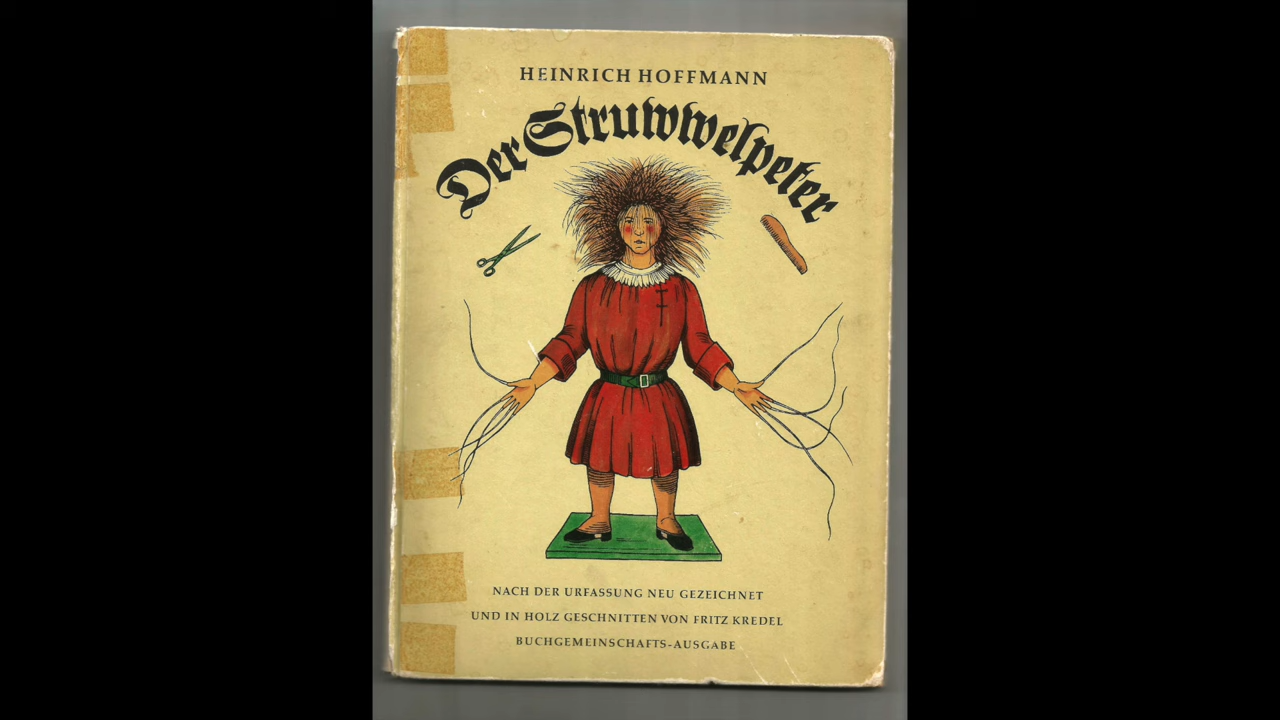 HEINRICH HOFFMANN
Der Struwwelpeter
NACH DER URFASSUNG NEU GEZEICHNET
UND IN HOLZ GESCHNITTEN VON FRITZ KREDEL
BUCHGEMEINSCHAFTS-AUSGABE